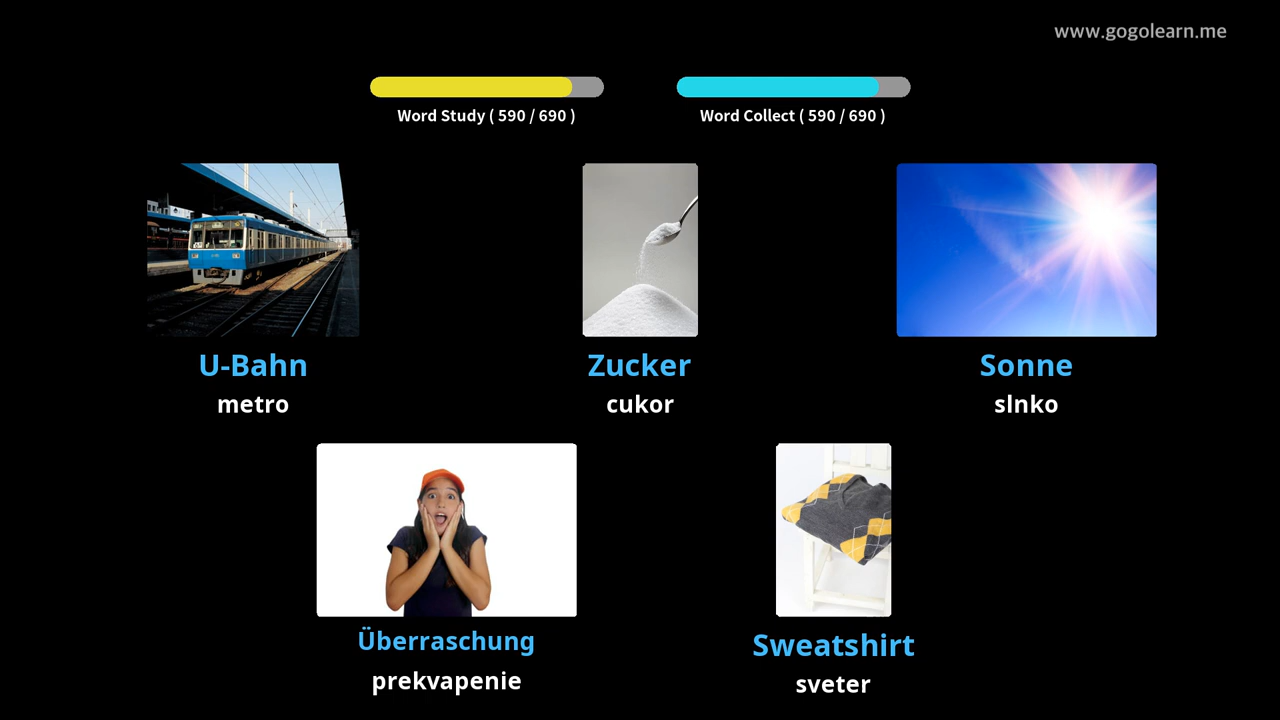 www.gogolearn.me
Word Study ( 590 / 690 )
Word Collect ( 590 / 690 )
U-Bahn
metro
Zucker
cukor
Sonne
slnko
Überraschung
prekvapenie
Sweatshirt
sveter